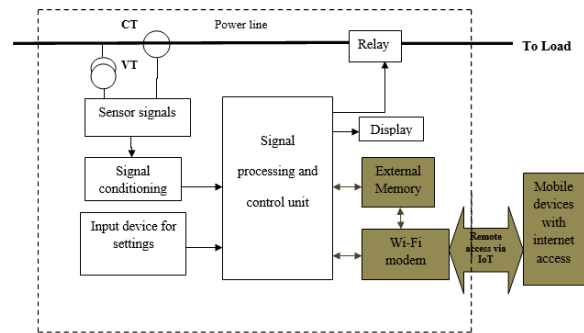 CT
Power line
Relay
To Load
VT
Sensor signals
Signal
conditioning
Input device for
settings
Signal
processing and
control unit
Display
External
Memory
Wi-Fi
modem
Remote
access via
IoT
Mobile
devices with
internet
access